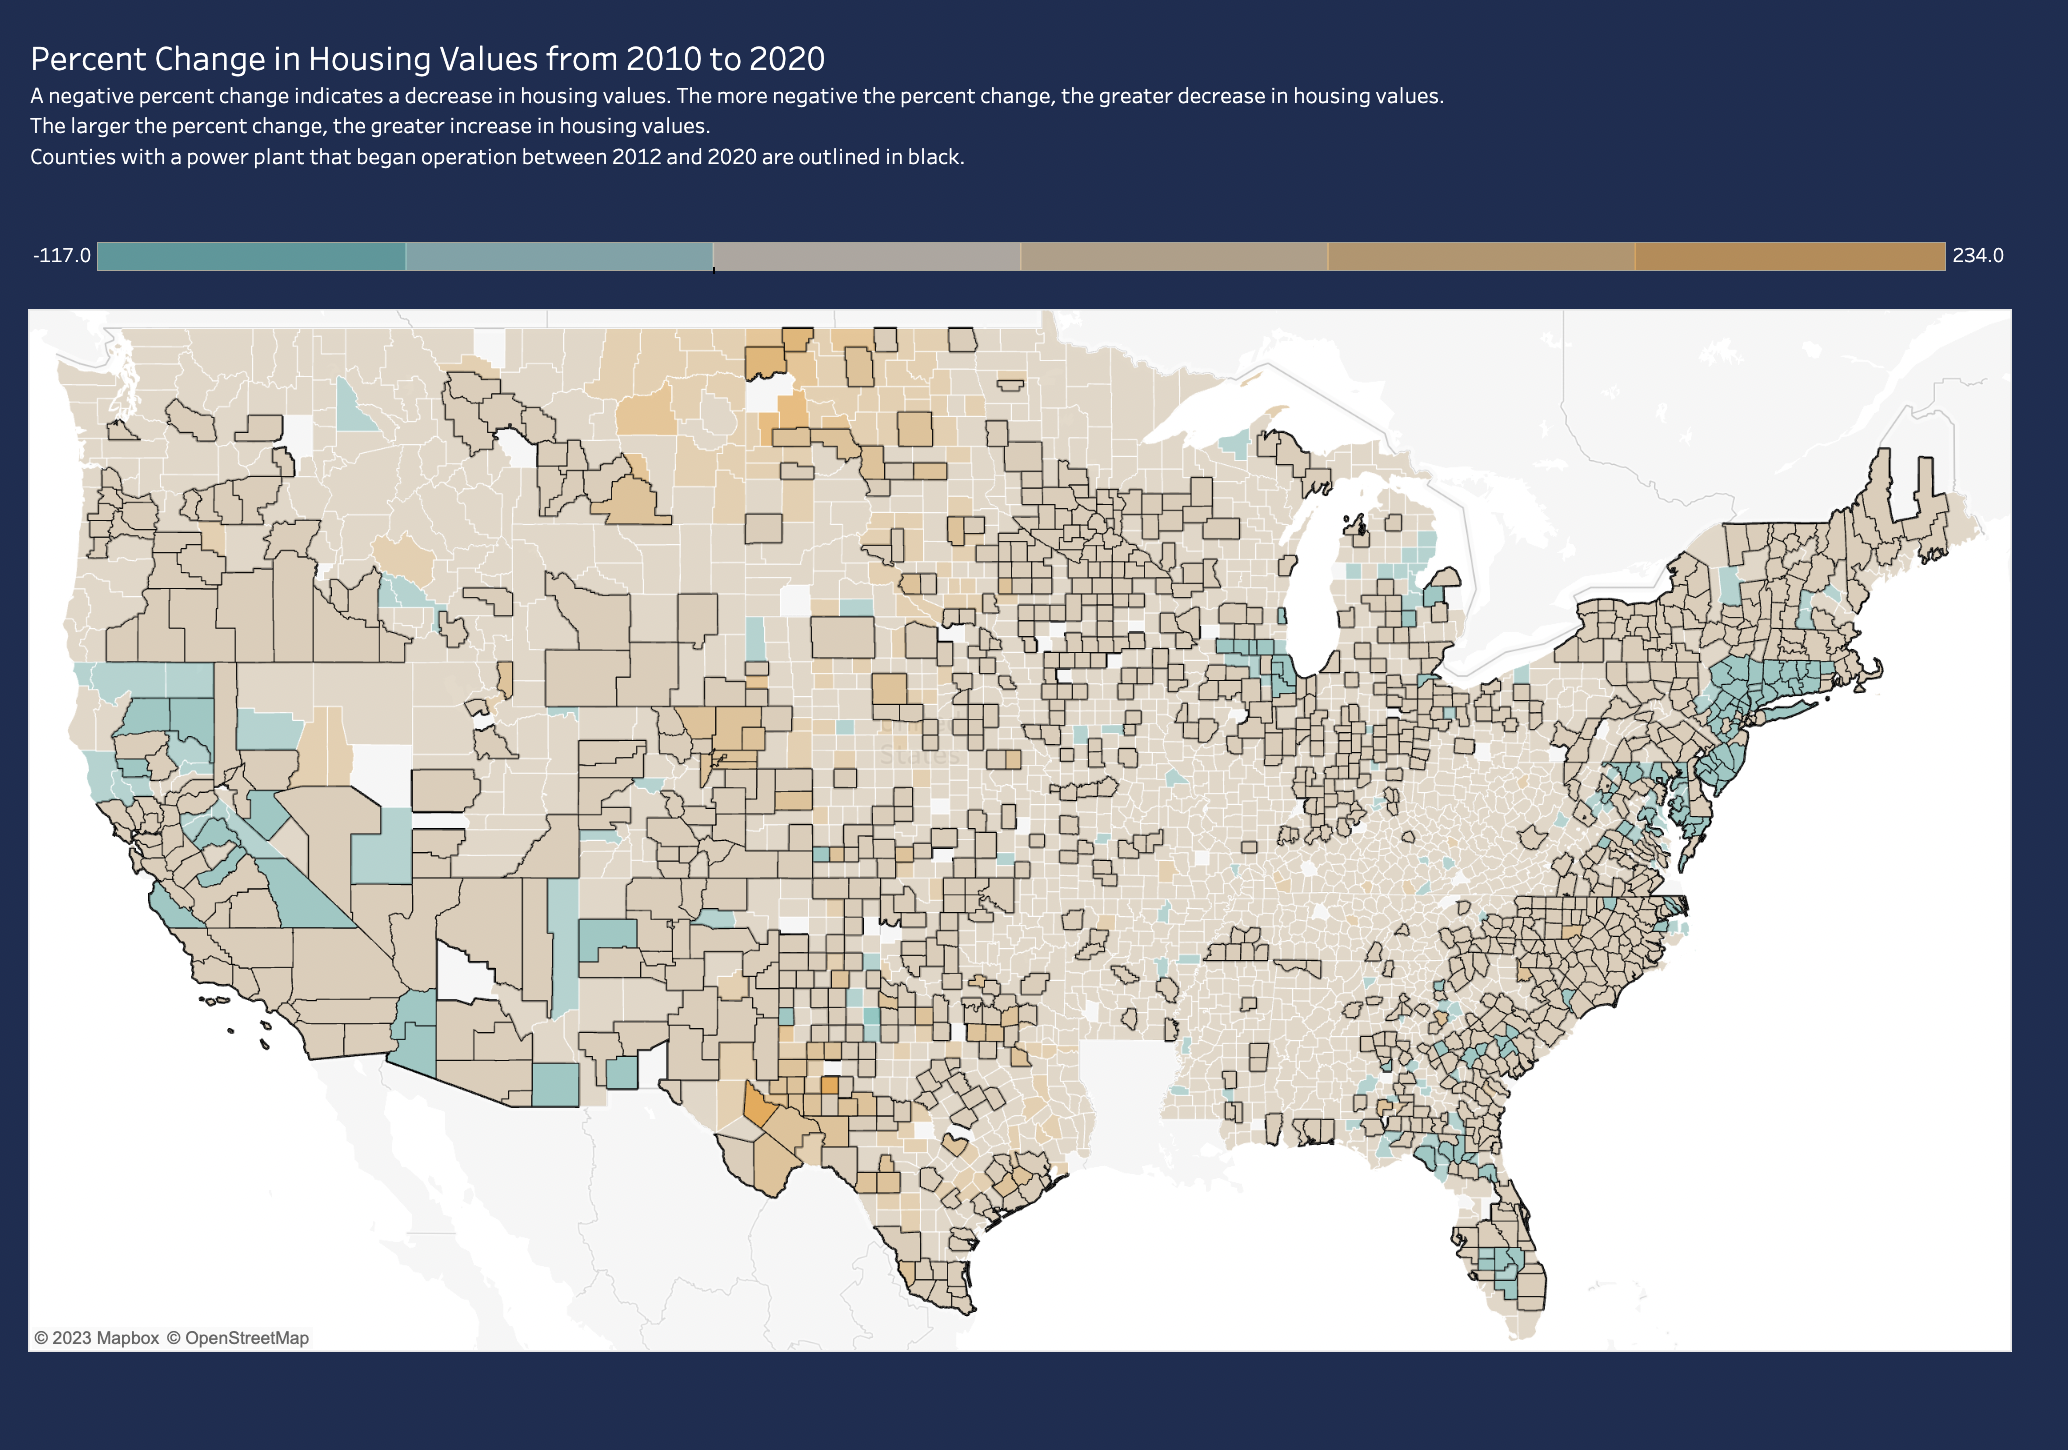 Percent Change in Housing Values from 2010 to 2020
A negative percent change indicates a decrease in housing values. The more negative the percent change, the greater decrease in housing values.
The larger the percent change, the greater increase in housing values.
Counties with a power plant that began operation between 2012 and 2020 are outlined in black.
-117.0
234.0
States
© 2023 Mapbox © OpenStreetMap